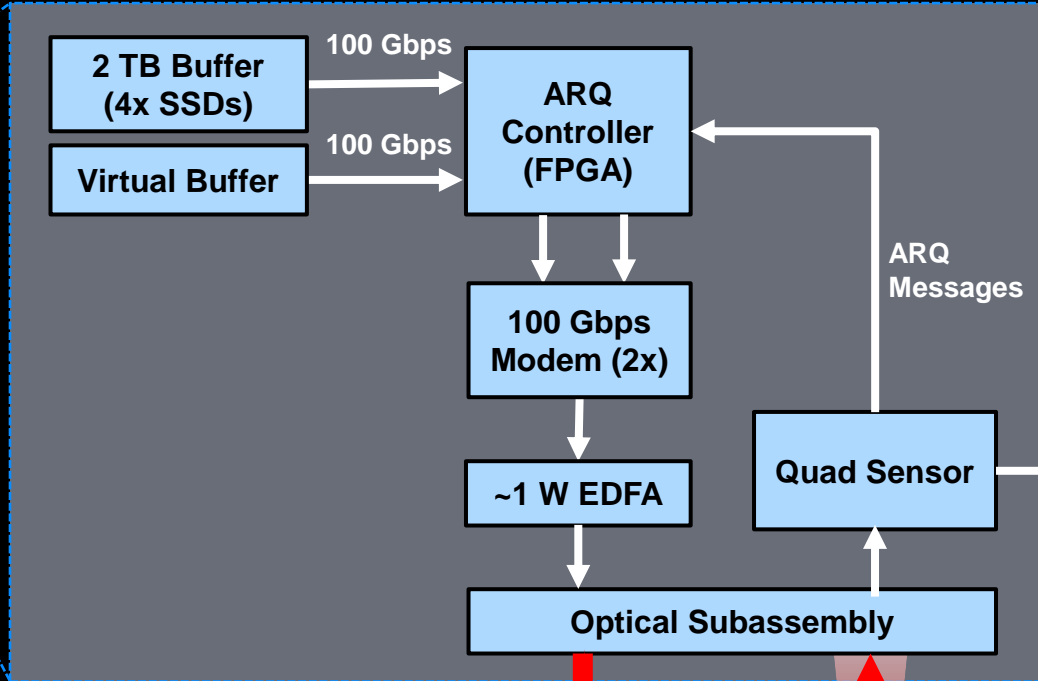 2 TB Buffer
(4x SSDs)
100 Gbps
ARQ
Controller
(FPGA)
100 Gbps
Virtual Buffer
ARQ
Messages
100 Gbps
Modem (2x)
Quad Sensor
~1 W EDFA
Optical Subassembly